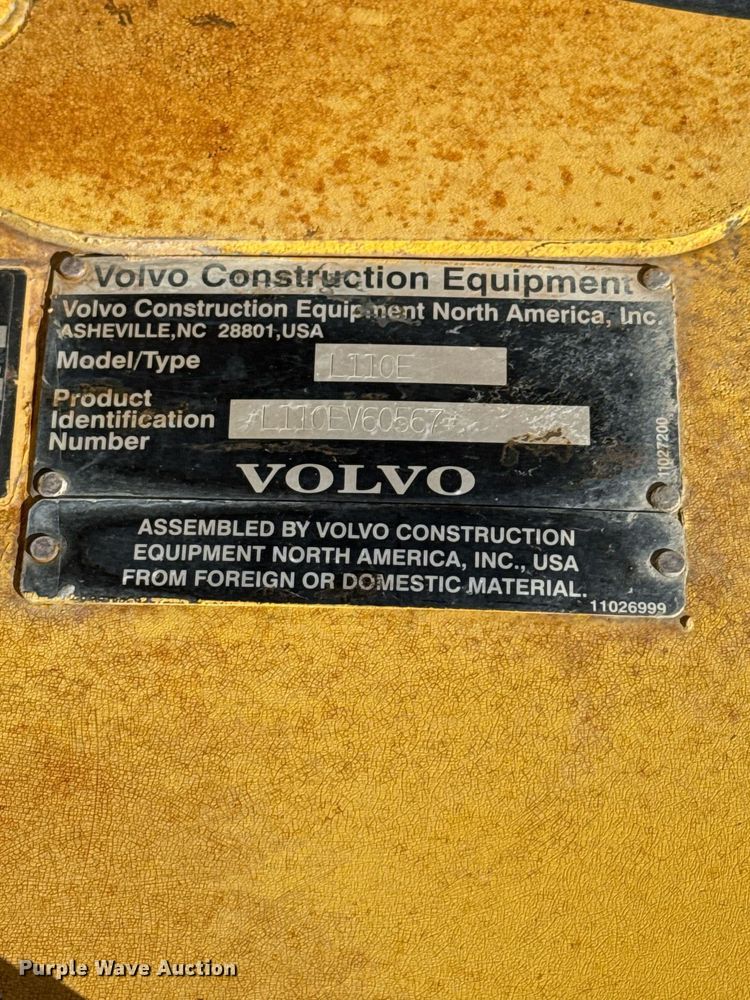 Volvo Construction Equipment
Volvo Construction Equipment North America, Inc.
ASHEVILLE,NC 28801,USA
Model/Type L110E
Product
Identification
Number
L110EV60567
11027200
VOLVO
ASSEMBLED BY VOLVO CONSTRUCTION
EQUIPMENT NORTH AMERICA, INC., USA
FROM FOREIGN OR DOMESTIC MATERIAL.
11026999
Purple Wave Auction